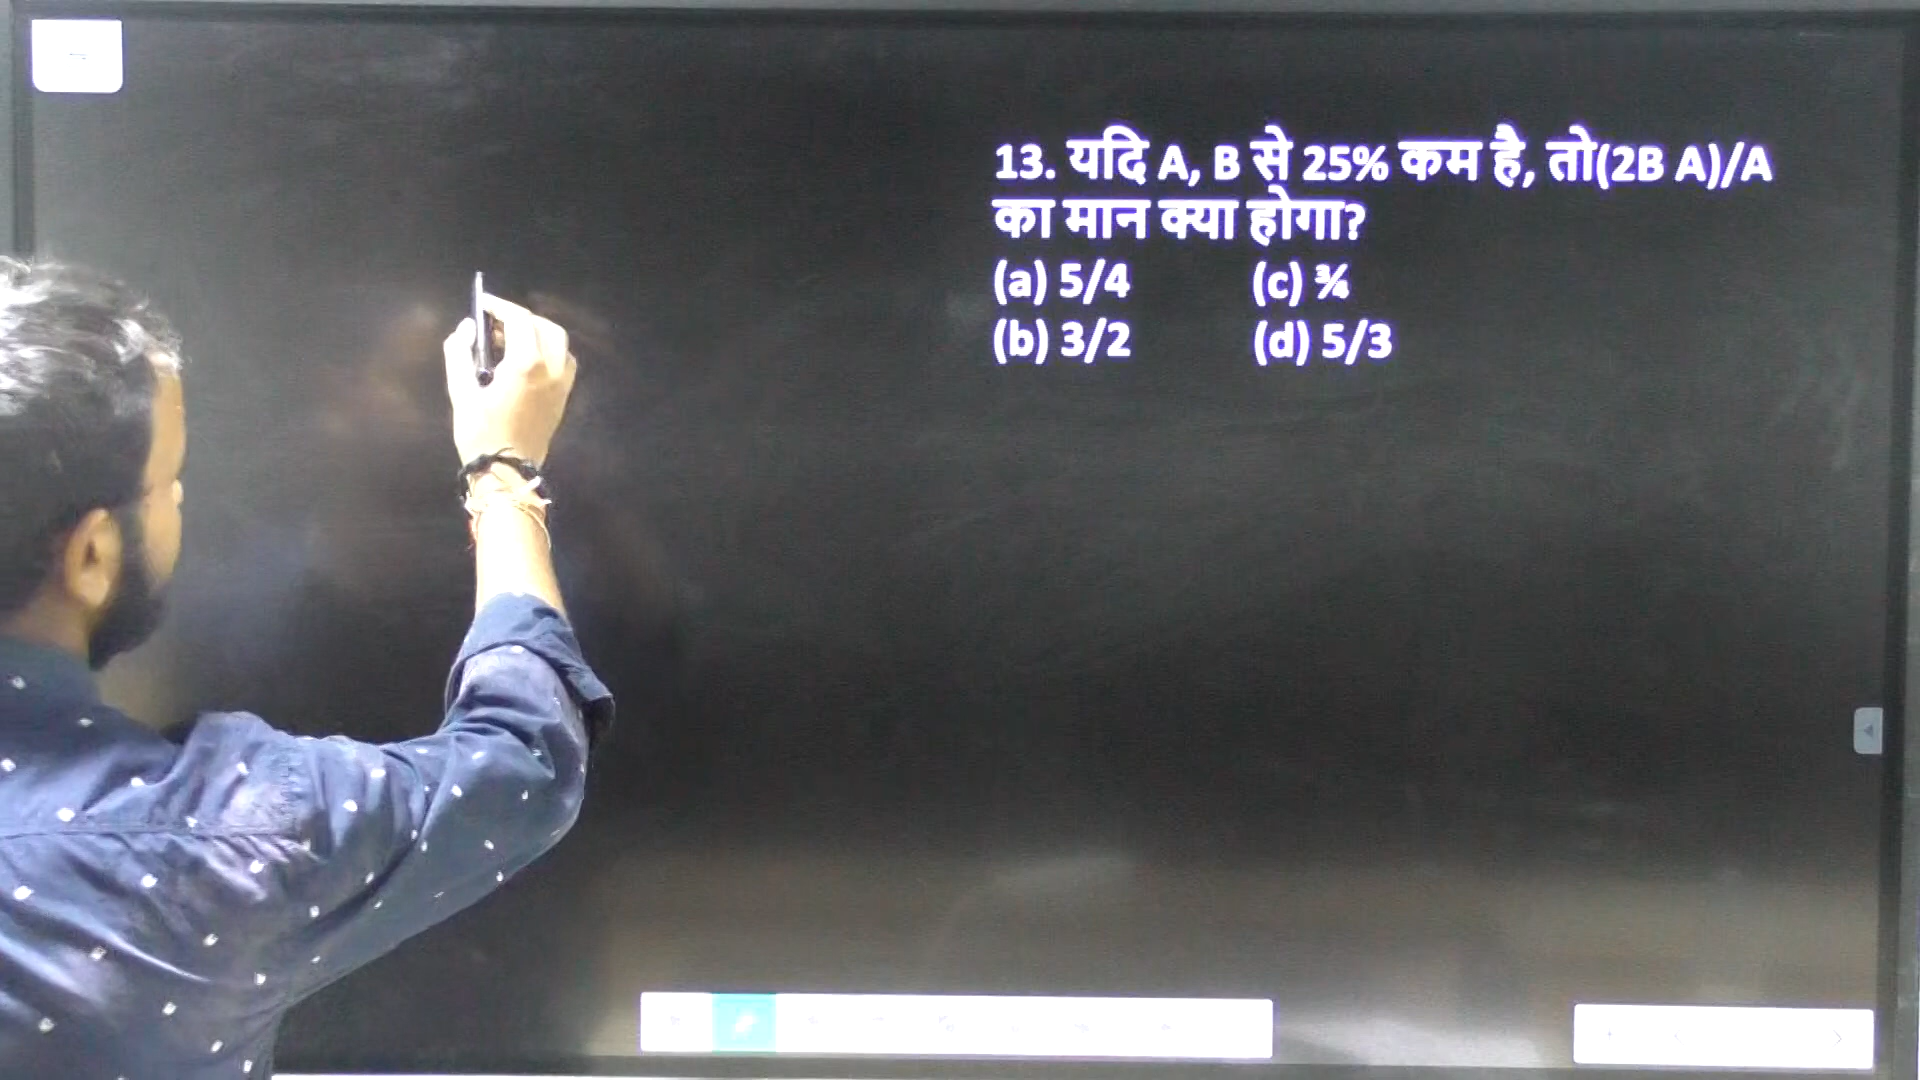 13. यदि A, B से 25% कम है, तो(2B A)/A
का मान क्या होगा?
(a) 5/4 (c) ¾
(b) 3/2 (d) 5/3